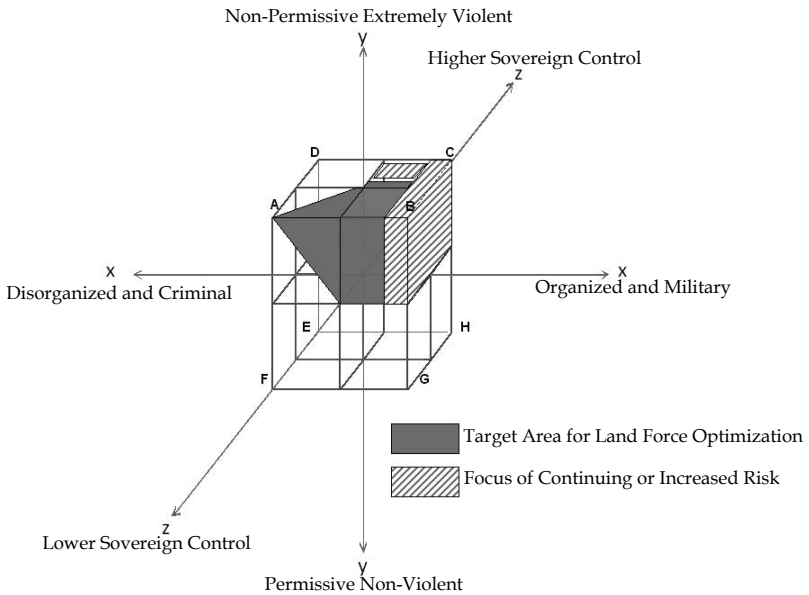 Non-Permissive Extremely Violent
y
Higher Sovereign Control
z
D
C
A
B
x
x
Disorganized and Criminal
Organized and Military
E
H
F
G
Target Area for Land Force Optimization
Focus of Continuing or Increased Risk
z
Lower Sovereign Control
y
Permissive Non-Violent